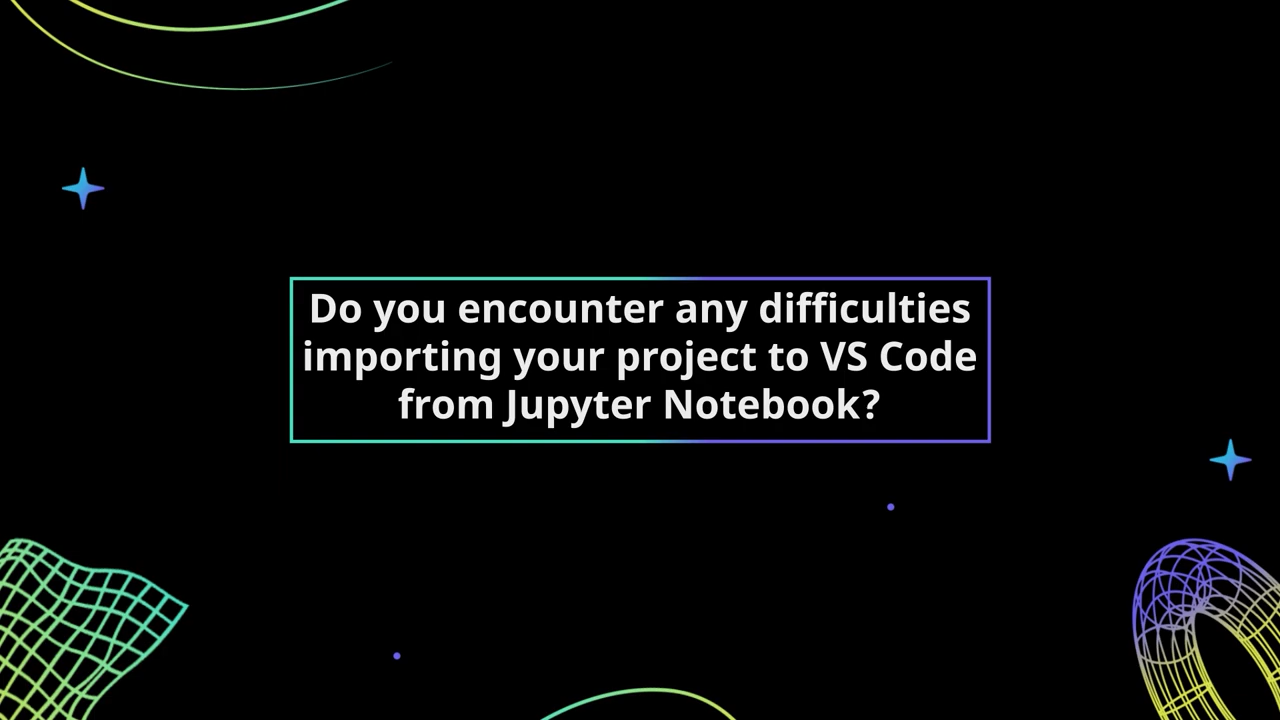 Do you encounter any difficulties
importing your project to VS Code
from Jupyter Notebook?